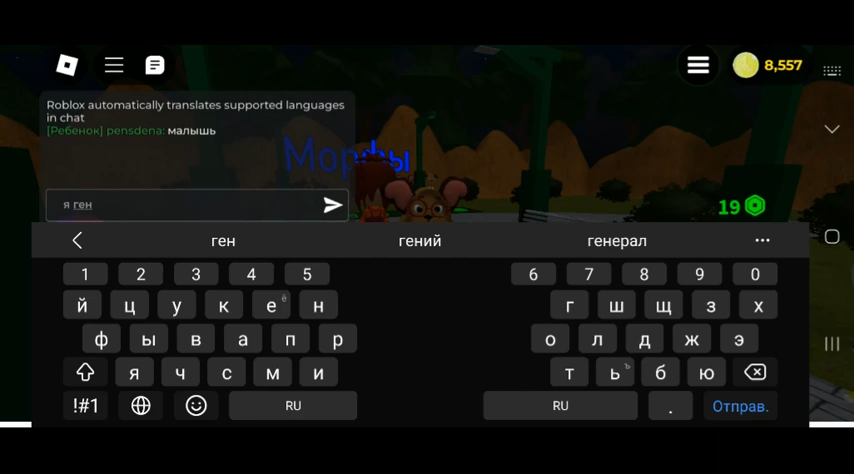 8,557
Roblox automatically translates supported languages
in chat
[Ребенок] pensdena: малышь
Морфы
я ген
19
ген гений генерал ...
1 2 3 4 5 6 7 8 9 0
й ц у к е ё н г ш щ з х
ф ы в а п р о л д ж э
я ч с м и т ь ъ б ю
!#1 RU RU . Отправ.